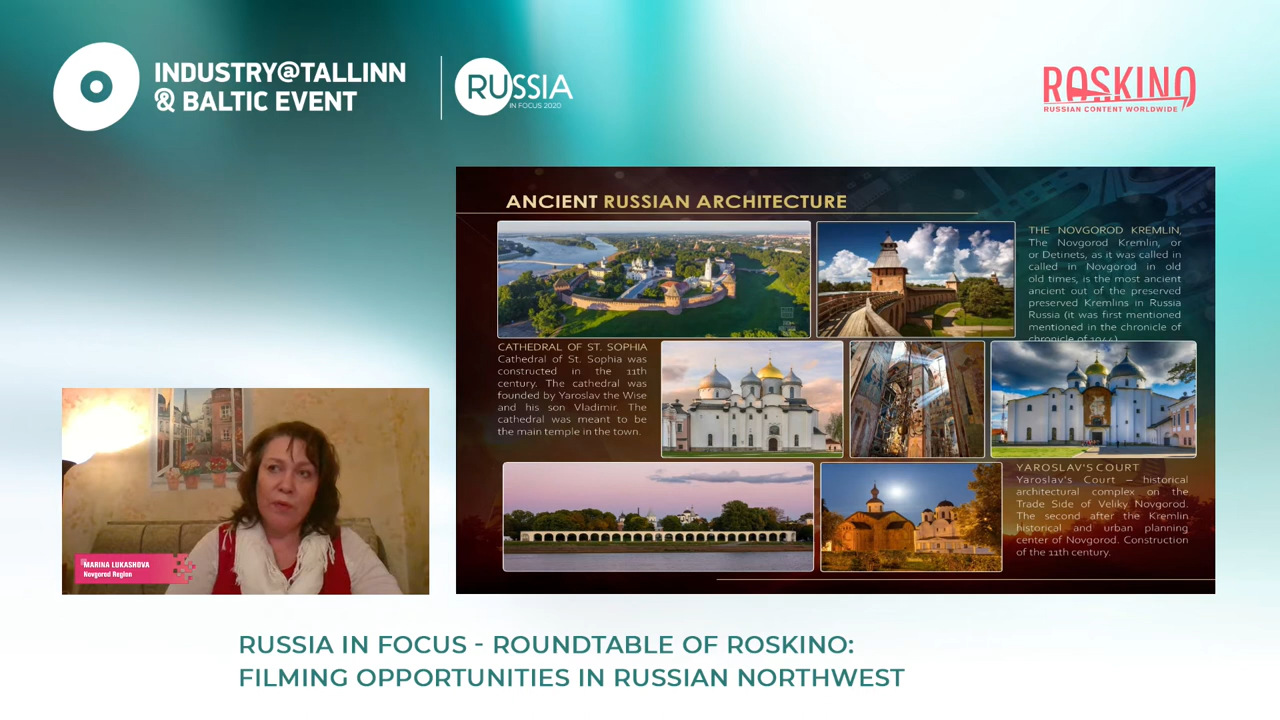 INDUSTRY@TALLINN
& BALTIC EVENT
RUSSIA
IN FOCUS 2020
ROSKINO
RUSSIAN CONTENT WORLDWIDE
ANCIENT RUSSIAN ARCHITECTURE
THE NOVGOROD KREMLIN,
The Novgorod Kremlin, or
or Detinets, as it was called in
called in Novgorod in old
old times, is the most ancient
ancient out of the preserved
preserved Kremlins in Russia
Russia (it was first mentioned
mentioned in the chronicle of
chronicle of 1044)
CATHEDRAL OF ST. SOPHIA
Cathedral of St. Sophia was
constructed in the 11th
century. The cathedral was
founded by Yaroslav the Wise
and his son Vladimir. The
cathedral was meant to be
the main temple in the town.
YAROSLAV'S COURT
Yaroslav's Court – historical
architectural complex on the
Trade Side of Veliky Novgorod.
The second after the Kremlin
historical and urban planning
center of Novgorod. Construction
of the 11th century.
MARINA LUKASHOVA
Novgorod Region
RUSSIA IN FOCUS - ROUNDTABLE OF ROSKINO:
FILMING OPPORTUNITIES IN RUSSIAN NORTHWEST